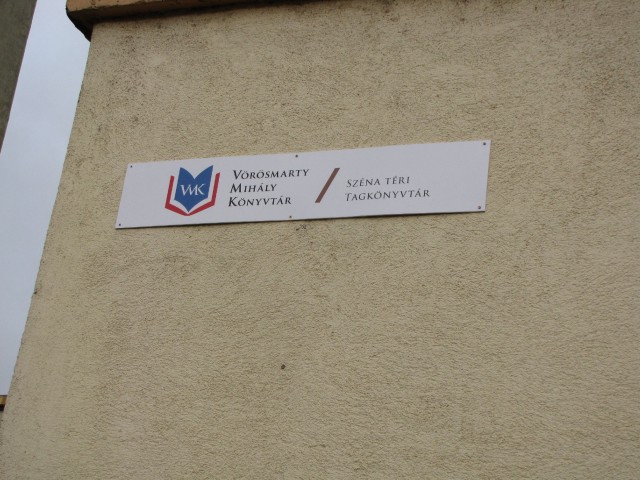 VMK
Vörösmarty
Mihály
Könyvtár
/
Széna téri
Tagkönyvtár